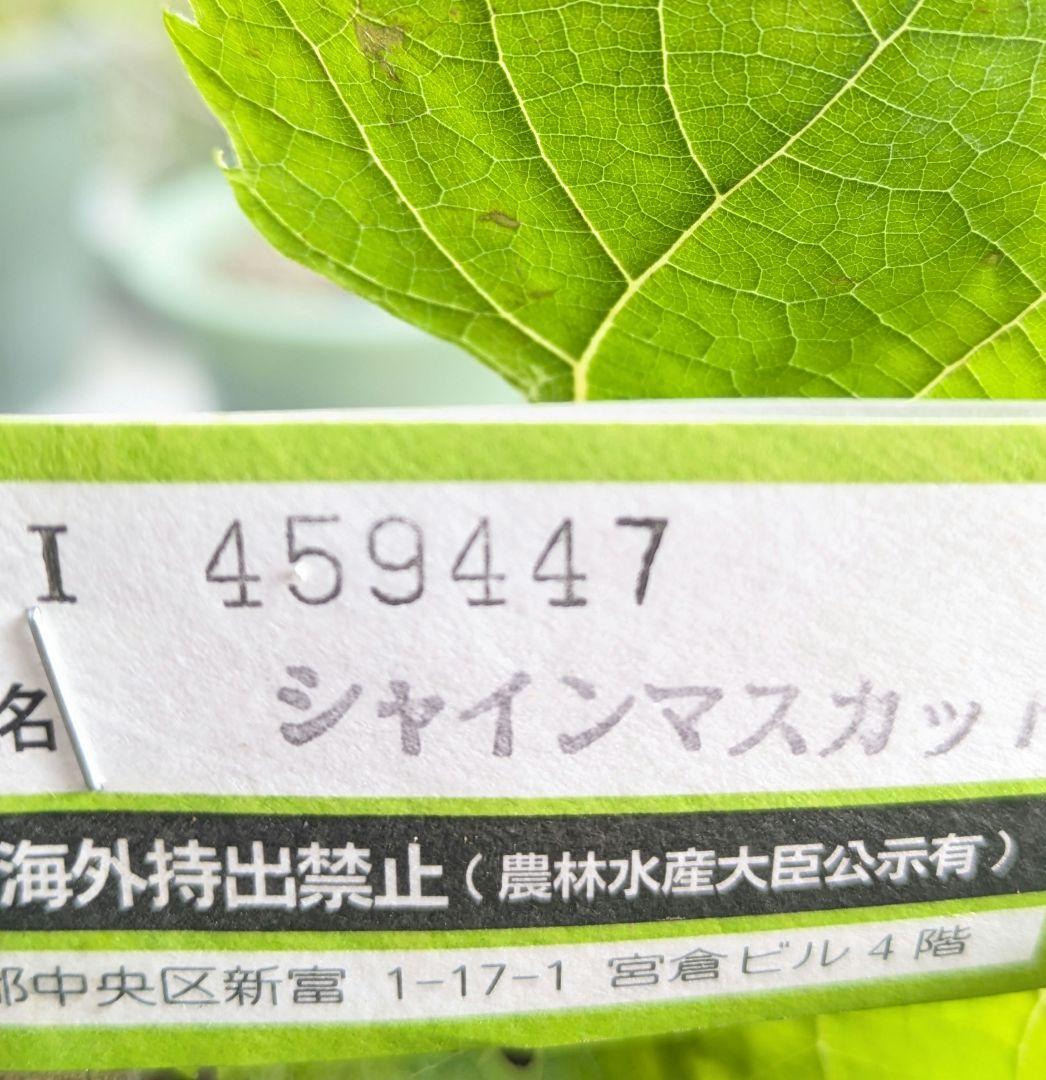 I 459447
名 シャインマスカット
海外持出禁止(農林水産大臣公示有)
都中央区新富 1-17-1 宮倉ビル4階